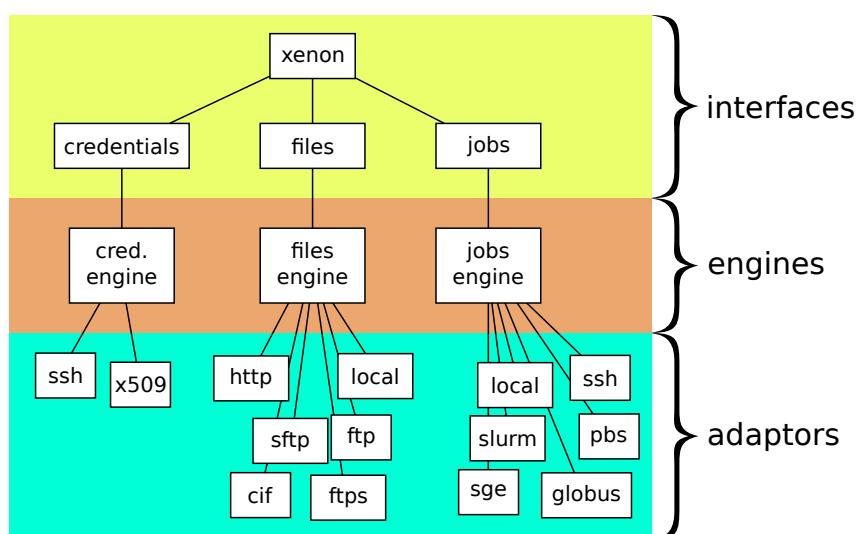 xenon
interfaces
credentials
files
jobs
cred.
engine
files
engine
jobs
engine
engines
ssh
x509
http
local
local
ssh
sftp
ftp
slurm
pbs
adaptors
cif
ftps
sge
globus